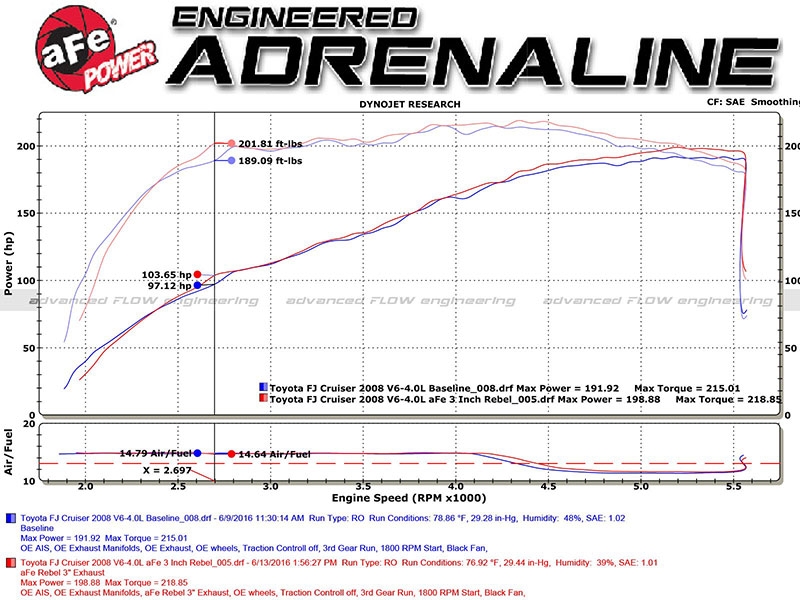 aFe POWER
ENGINEERED
ADRENALINE
DYNOJET RESEARCH
CF: SAE Smoothing
Power (hp)
200
150
100
50
0
200
150
100
50
0
201.81 ft-lbs
189.09 ft-lbs
103.65 hp
97.12 hp
advanced FLOW engineering advanced FLOW engineering advanced FLOW engineering
Toyota FJ Cruiser 2008 V6-4.0L Baseline_008.drf Max Power = 191.92 Max Torque = 215.01
Toyota FJ Cruiser 2008 V6-4.0L aFe 3 Inch Rebel_005.drf Max Power = 198.88 Max Torque = 218.85
Air/Fuel
20
10
14.79 Air/Fuel
14.64 Air/Fuel
X = 2.697
2.0 2.5 3.0 3.5 4.0 4.5 5.0 5.5
Engine Speed (RPM x1000)
Toyota FJ Cruiser 2008 V6-4.0L Baseline_008.drf - 6/9/2016 11:30:14 AM Run Type: RO Run Conditions: 78.86 °F, 29.28 in-Hg, Humidity: 48%, SAE: 1.02
Baseline
Max Power = 191.92 Max Torque = 215.01
OE AIS, OE Exhaust Manifolds, OE Exhaust, OE wheels, Traction Controll off, 3rd Gear Run, 1800 RPM Start, Black Fan,
Toyota FJ Cruiser 2008 V6-4.0L aFe 3 Inch Rebel_005.drf - 6/13/2016 1:56:27 PM Run Type: RO Run Conditions: 76.92 °F, 29.44 in-Hg, Humidity: 39%, SAE: 1.01
aFe Rebel 3" Exhaust
Max Power = 198.88 Max Torque = 218.85
OE AIS, OE Exhaust Manifolds, aFe Rebel 3" Exhaust, OE wheels, Traction Controll off, 3rd Gear Run, 1800 RPM Start, Black Fan,